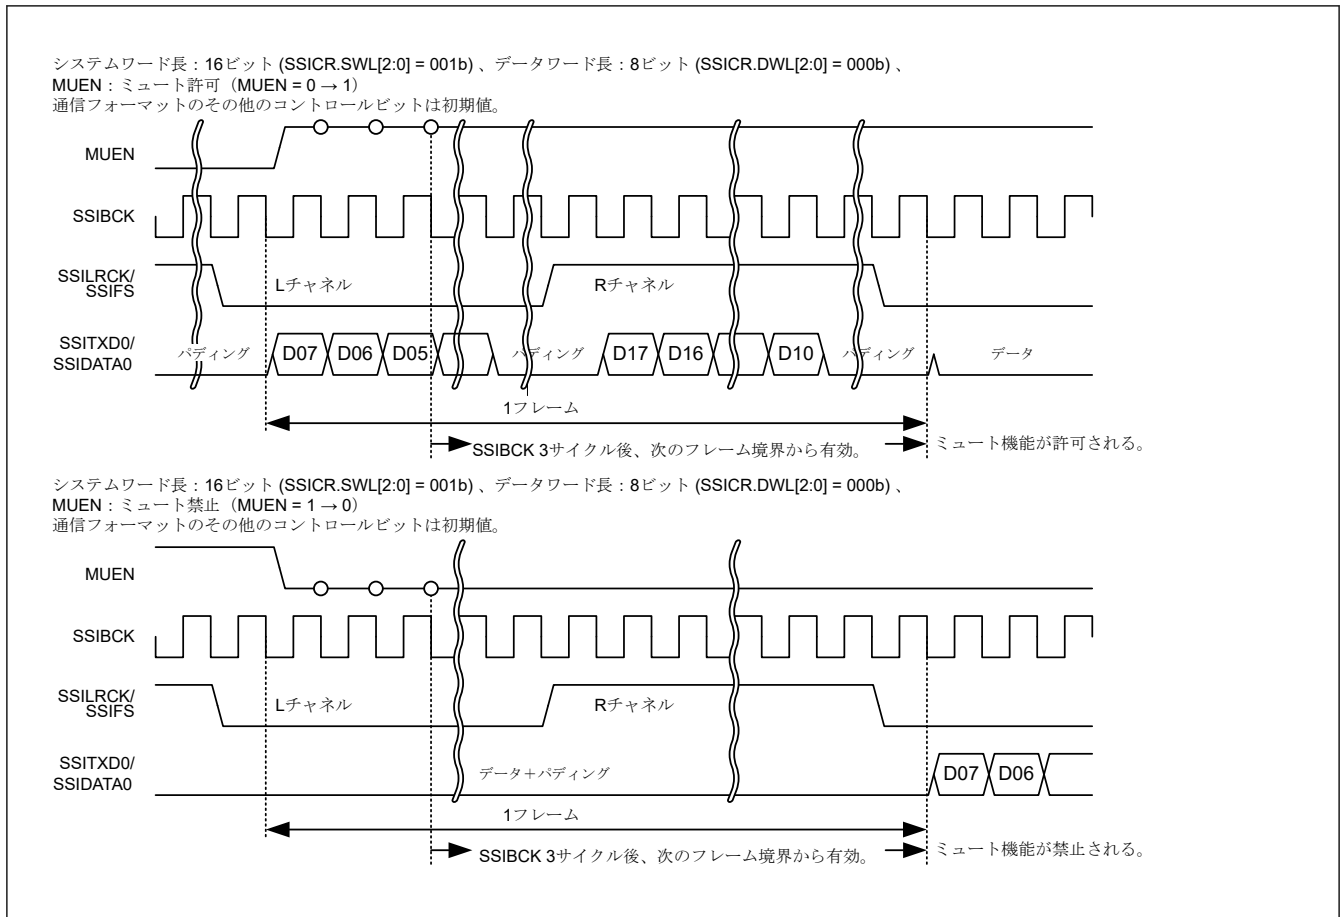 システムワード長：16ビット (SSICR.SWL[2:0] = 001b) 、データワード長：8ビット (SSICR.DWL[2:0] = 000b) 、
MUEN：ミュート許可（MUEN = 0 → 1）
通信フォーマットのその他のコントロールビットは初期値。
MUEN
SSIBCK
SSILRCK/
SSIFS
Lチャネル
Rチャネル
SSITXD0/
SSIDATA0
パディング
D07
D06
D05
パディング
D17
D16
D10
パディング
データ
1フレーム
SSIBCK 3サイクル後、次のフレーム境界から有効。
ミュート機能が許可される。
システムワード長：16ビット (SSICR.SWL[2:0] = 001b) 、データワード長：8ビット (SSICR.DWL[2:0] = 000b) 、
MUEN：ミュート禁止（MUEN = 1 → 0）
通信フォーマットのその他のコントロールビットは初期値。
MUEN
SSIBCK
SSILRCK/
SSIFS
Lチャネル
Rチャネル
SSITXD0/
SSIDATA0
データ＋パディング
D07
D06
1フレーム
SSIBCK 3サイクル後、次のフレーム境界から有効。
ミュート機能が禁止される。